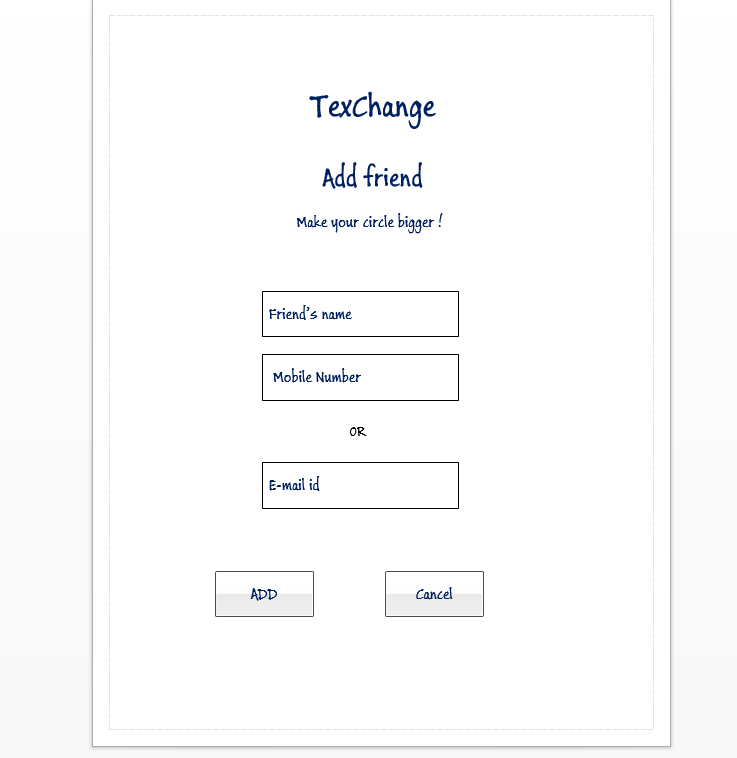 TexChange
Add friend
Make your circle bigger !
Friend's name
Mobile Number
OR
E-mail id
ADD
Cancel